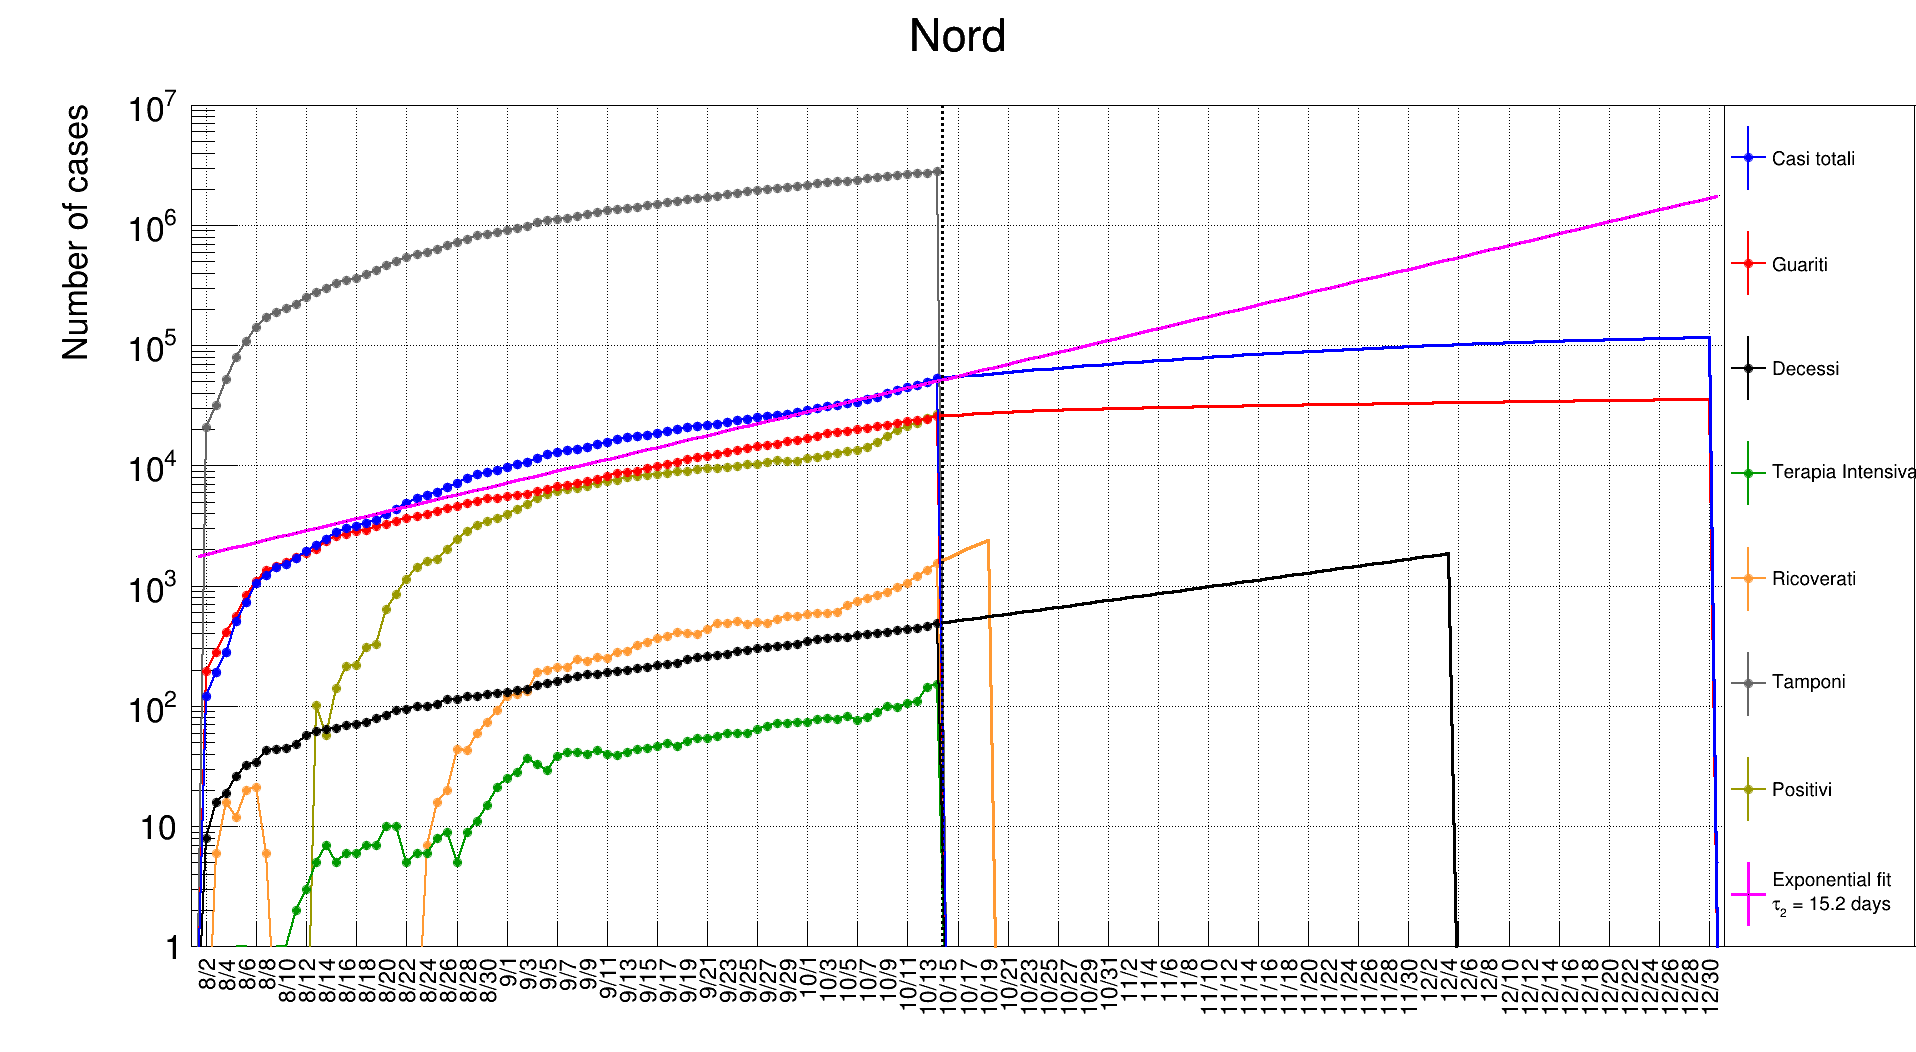 Nord
Number of cases
10^7
10^6
10^5
10^4
10^3
10^2
10
1
8/2 8/4 8/6 8/8 8/10 8/12 8/14 8/16 8/18 8/20 8/22 8/24 8/26 8/28 8/30 9/1 9/3 9/5 9/7 9/9 9/11 9/13 9/15 9/17 9/19 9/21 9/23 9/25 9/27 9/29 10/1 10/3 10/5 10/7 10/9 10/11 10/13 10/15 10/17 10/19 10/21 10/23 10/25 10/27 10/29 10/31 11/2 11/4 11/6 11/8 11/10 11/12 11/14 11/16 11/18 11/20 11/22 11/24 11/26 11/28 11/30 12/2 12/4 12/6 12/8 12/10 12/12 12/14 12/16 12/18 12/20 12/22 12/24 12/26 12/28 12/30
Casi totali
Guariti
Decessi
Terapia Intensiva
Ricoverati
Tamponi
Positivi
Exponential fit
τ₂ = 15.2 days